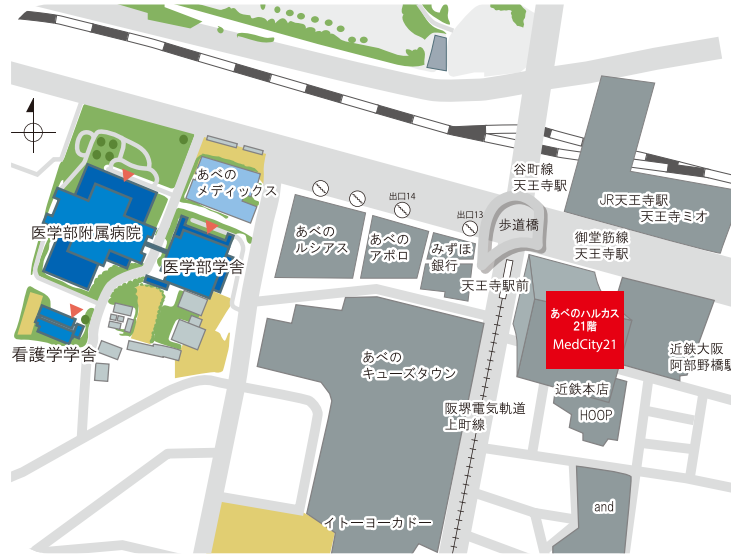 谷町線
天王寺駅
JR天王寺駅
天王寺ミオ
あべの
メディックス
出口14
出口13
歩道橋
御堂筋線
天王寺駅
医学部附属病院
医学部学舎
あべの
ルシアス
あべの
アポロ
みずほ
銀行
天王寺駅前
あべのハルカス
21階
MedCity21
看護学学舎
あべの
キューズタウン
近鉄大阪
阿部野橋駅
近鉄本店
HOOP
阪堺電気軌道
上町線
and
イトーヨーカドー